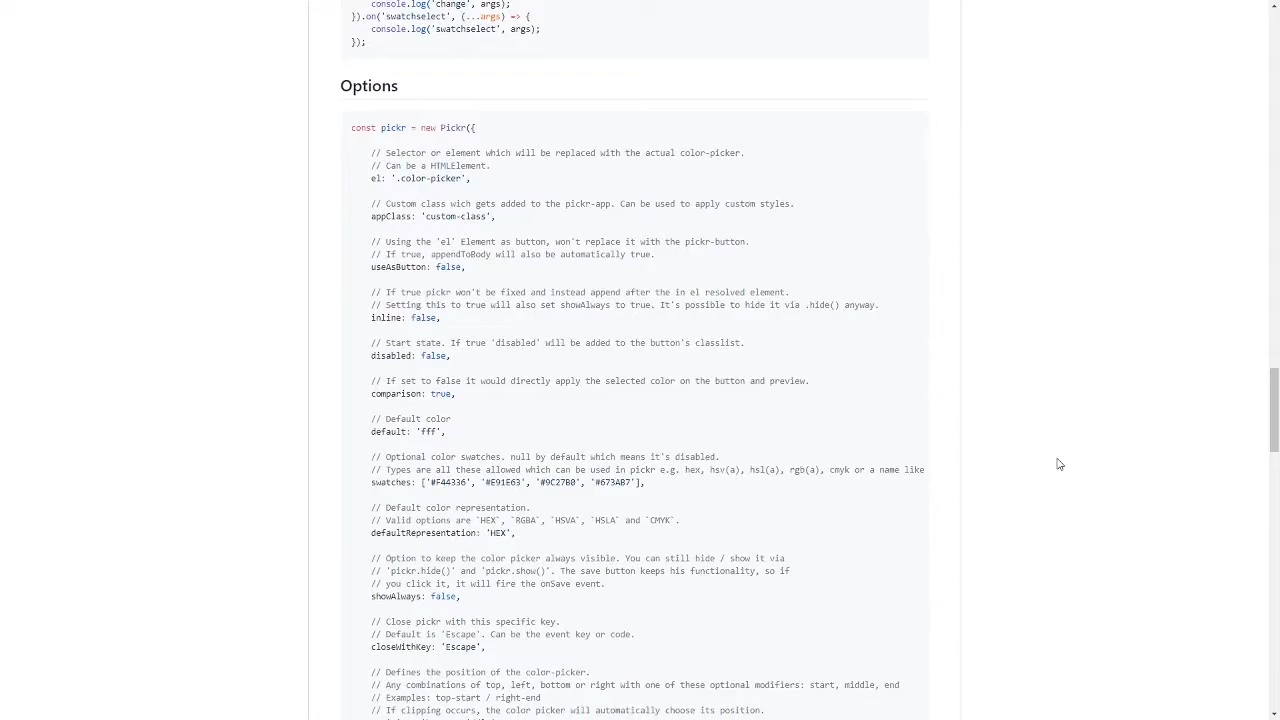 console.log('change', args);
}).on('swatchselect', (...args) => {
console.log('swatchselect', args);
});
Options
const pickr = new Pickr({
// Selector or element which will be replaced with the actual color-picker.
// Can be a HTMLElement.
el: '.color-picker',
// Custom class wich gets added to the pickr-app. Can be used to apply custom styles.
appClass: 'custom-class',
// Using the 'el' Element as button, won't replace it with the pickr-button.
// If true, appendToBody will also be automatically true.
useAsButton: false,
// If true pickr won't be fixed and instead append after the in el resolved element.
// Setting this to true will also set showAlways to true. It's possible to hide it via .hide() anyway.
inline: false,
// Start state. If true 'disabled' will be added to the button's classlist.
disabled: false,
// If set to false it would directly apply the selected color on the button and preview.
comparison: true,
// Default color
default: 'fff',
// Optional color swatches. null by default which means it's disabled.
// Types are all these allowed which can be used in pickr e.g. hex, hsv(a), hsl(a), rgb(a), cmyk or a name like
swatches: ['#F44336', '#E91E63', '#9C27B0', '#673AB7'],
// Default color representation.
// Valid options are `HEX`, `RGBA`, `HSVA`, `HSLA` and `CMYK`.
defaultRepresentation: 'HEX',
// Option to keep the color picker always visible. You can still hide / show it via
// 'pickr.hide()' and 'pickr.show()'. The save button keeps his functionality, so if
// you click it, it will fire the onSave event.
showAlways: false,
// Close pickr with this specific key.
// Default is 'Escape'. Can be the event key or code.
closeWithKey: 'Escape',
// Defines the position of the color-picker.
// Any combinations of top, left, bottom or right with one of these optional modifiers: start, middle, end
// Examples: top-start / right-end
// If clipping occurs, the color picker will automatically choose its position.